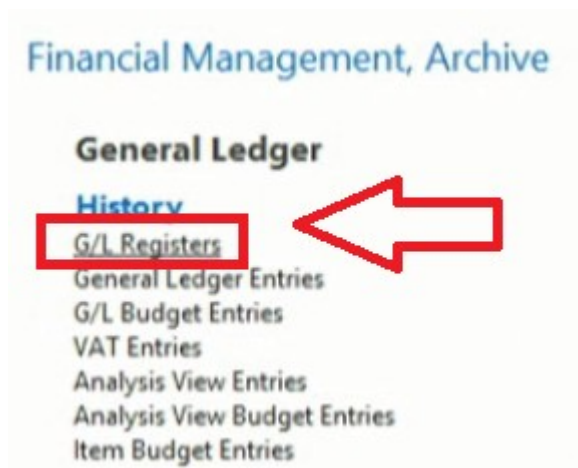 Financial Management, Archive
General Ledger
History
G/L Registers
General Ledger Entries
G/L Budget Entries
VAT Entries
Analysis View Entries
Analysis View Budget Entries
Item Budget Entries